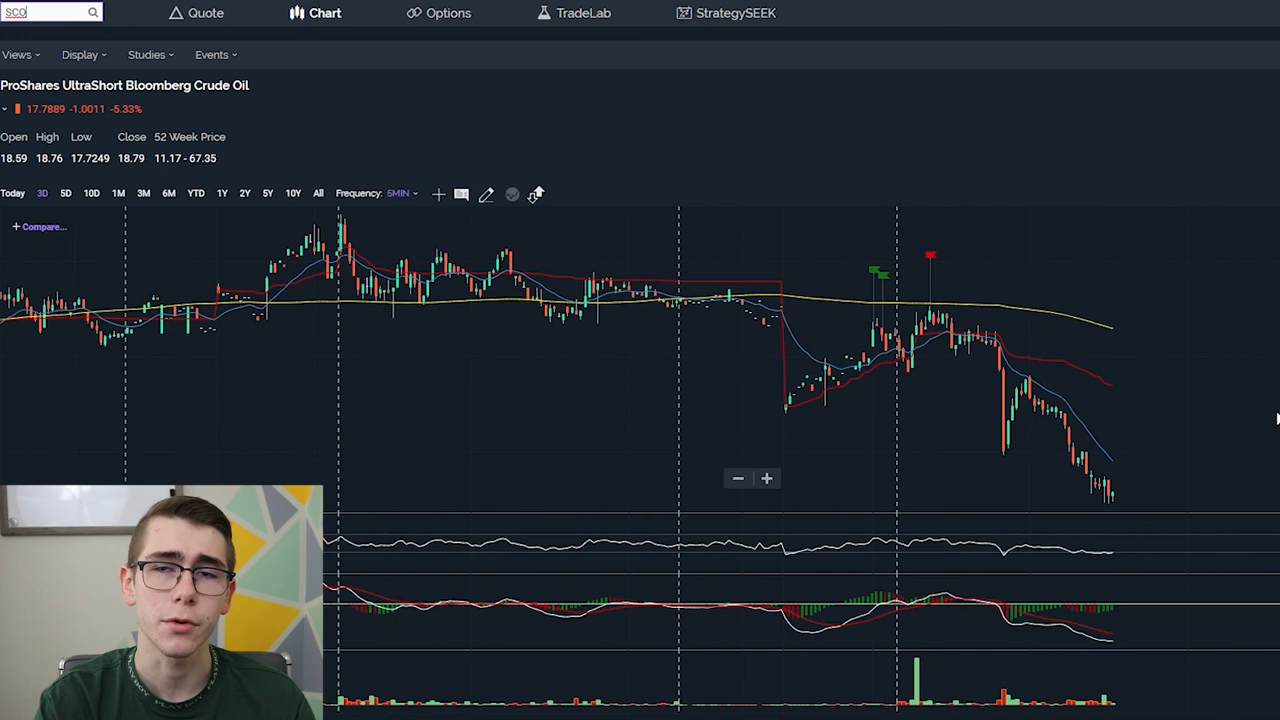 sco
Quote
Chart
Options
TradeLab
StrategySEEK
Views
Display
Studies
Events
ProShares UltraShort Bloomberg Crude Oil
17.7889 -1.0011 -5.33%
Open High Low Close 52 Week Price
18.59 18.76 17.7249 18.79 11.17 - 67.35
Today 3D 5D 10D 1M 3M 6M YTD 1Y 2Y 5Y 10Y All Frequency: 5MIN
+ Compare...
PLAYBOY PLAYBOY